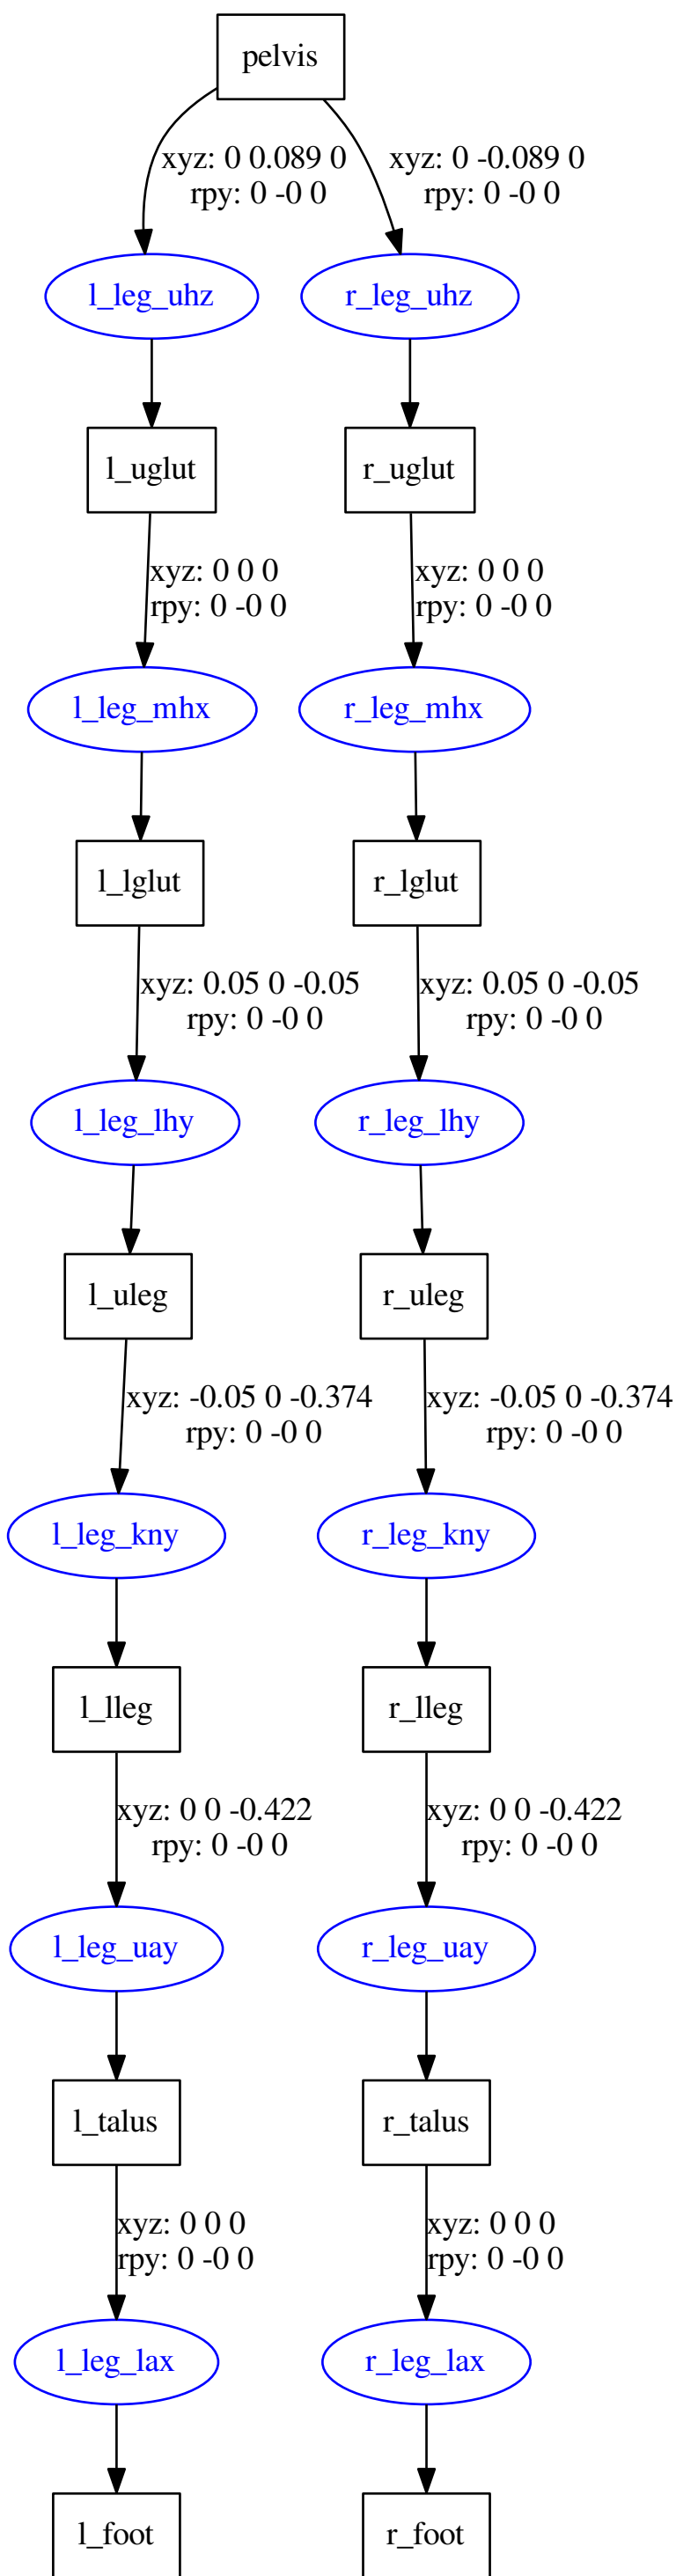 pelvis
xyz: 0 0.089 0
rpy: 0 -0 0
xyz: 0 -0.089 0
rpy: 0 -0 0
l_leg_uhz
r_leg_uhz
l_uglut
r_uglut
xyz: 0 0 0
rpy: 0 -0 0
xyz: 0 0 0
rpy: 0 -0 0
l_leg_mhx
r_leg_mhx
l_lglut
r_lglut
xyz: 0.05 0 -0.05
rpy: 0 -0 0
xyz: 0.05 0 -0.05
rpy: 0 -0 0
l_leg_lhy
r_leg_lhy
l_uleg
r_uleg
xyz: -0.05 0 -0.374
rpy: 0 -0 0
xyz: -0.05 0 -0.374
rpy: 0 -0 0
l_leg_kny
r_leg_kny
l_lleg
r_lleg
xyz: 0 0 -0.422
rpy: 0 -0 0
xyz: 0 0 -0.422
rpy: 0 -0 0
l_leg_uay
r_leg_uay
l_talus
r_talus
xyz: 0 0 0
rpy: 0 -0 0
xyz: 0 0 0
rpy: 0 -0 0
l_leg_lax
r_leg_lax
l_foot
r_foot